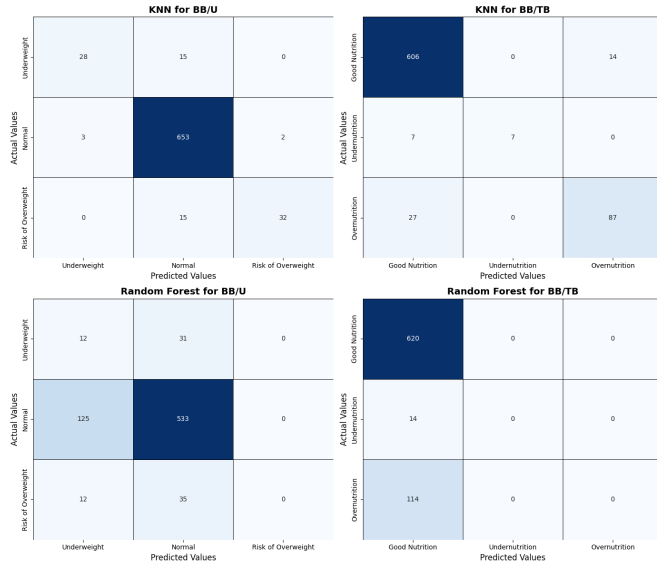 KNN for BB/U
Actual Values
Underweight
28 15 0
Normal
3 653 2
Risk of Overweight
0 15 32
Underweight Normal Risk of Overweight
Predicted Values
KNN for BB/TB
Actual Values
Good Nutrition
606 0 14
Undernutrition
7 7 0
Overnutrition
27 0 87
Good Nutrition Undernutrition Overnutrition
Predicted Values
Random Forest for BB/U
Actual Values
Underweight
12 31 0
Normal
125 533 0
Risk of Overweight
12 35 0
Underweight Normal Risk of Overweight
Predicted Values
Random Forest for BB/TB
Actual Values
Good Nutrition
620 0 0
Undernutrition
14 0 0
Overnutrition
114 0 0
Good Nutrition Undernutrition Overnutrition
Predicted Values